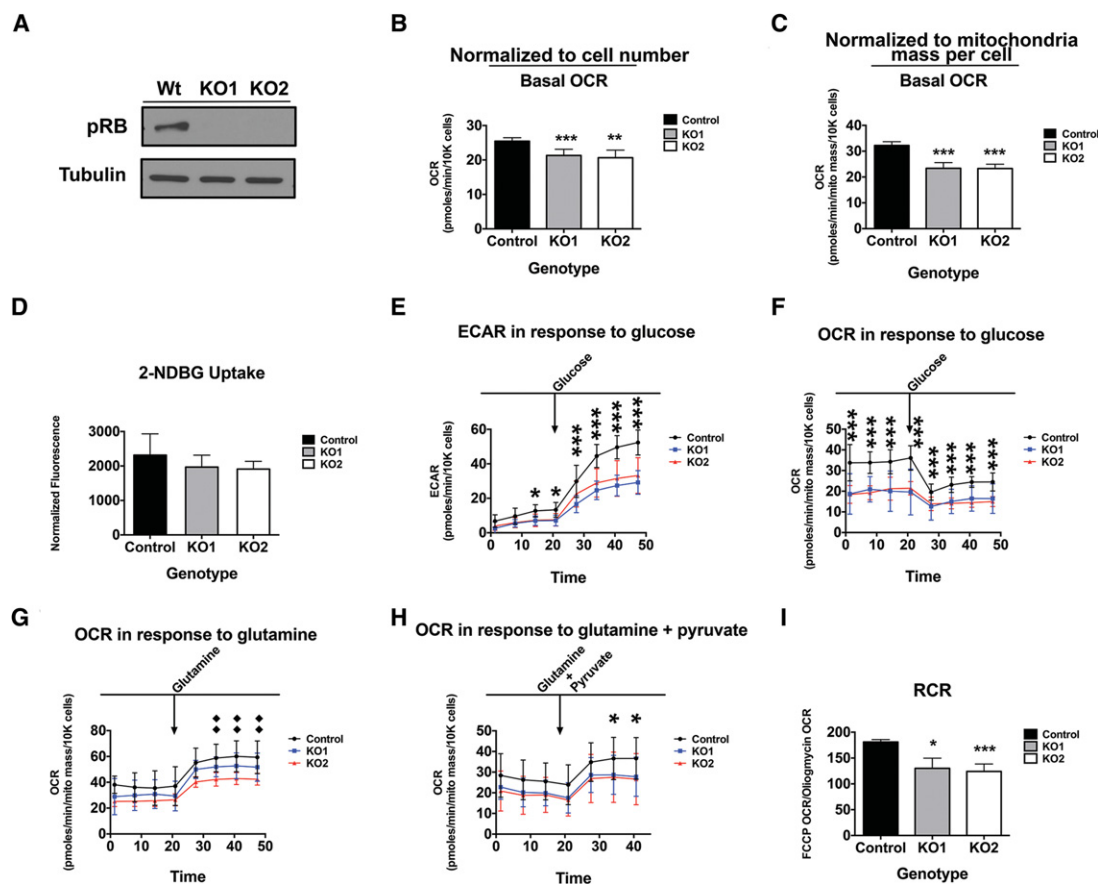 A
Wt KO1 KO2
pRB
Tubulin
B
Normalized to cell number
Basal OCR
OCR
(pmoles/min/10K cells)
40
30
20
10
0
***
**
Control
KO1
KO2
Control KO1 KO2
Genotype
C
Normalized to mitochondria
mass per cell
Basal OCR
OCR
(pmoles/min/mito mass/10K cells)
40
30
20
10
0
***
***
Control
KO1
KO2
Control KO1 KO2
Genotype
D
2-NDBG Uptake
Normalized Fluorescence
3000
2000
1000
0
Control
KO1
KO2
Control KO1 KO2
Genotype
E
ECAR in response to glucose
Glucose
ECAR
(pmoles/min/10K cells)
60
40
20
0
* * *** *** *** ***
Control
KO1
KO2
0 10 20 30 40 50
Time
F
OCR in response to glucose
Glucose
OCR
(pmoles/min/mito mass/10K cells)
50
40
30
20
10
0
*** *** *** *** *** *** *** ***
Control
KO1
KO2
0 10 20 30 40 50
Time
G
OCR in response to glutamine
Glutamine
OCR
(pmoles/min/mito mass/10K cells)
80
60
40
20
0
Control
KO1
KO2
0 10 20 30 40 50
Time
H
OCR in response to glutamine + pyruvate
Glutamine
+
Pyruvate
OCR
(pmoles/min/mito mass/10K cells)
50
40
30
20
10
0
* *
Control
KO1
KO2
0 10 20 30 40
Time
I
RCR
FCCP OCR/Oliogmycin OCR
200
150
100
50
0
*
***
Control
KO1
KO2
Control KO1 KO2
Genotype